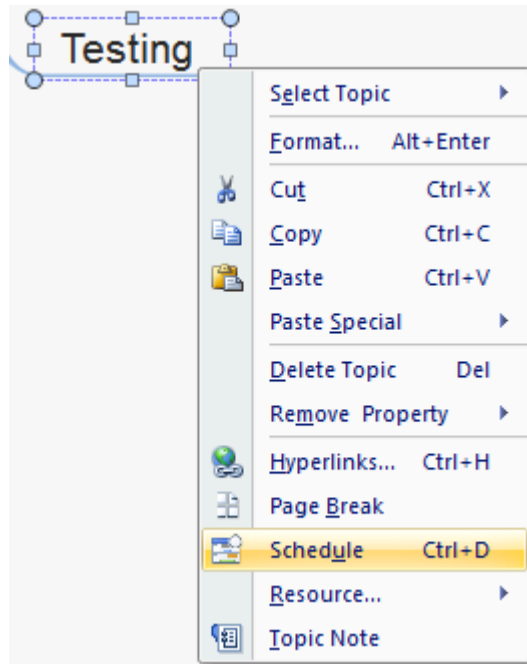 Testing
Select Topic
Format... Alt+Enter
Cut Ctrl+X
Copy Ctrl+C
Paste Ctrl+V
Paste Special
Delete Topic Del
Remove Property
Hyperlinks... Ctrl+H
Page Break
Schedule Ctrl+D
Resource...
Topic Note